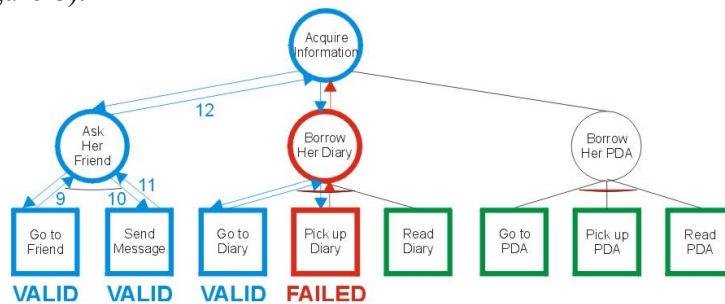 Acquire
Information
12
Ask
Her
Friend
Borrow
Her Diary
Borrow
Her PDA
9
10
11
Go to
Friend
Send
Message
Go to
Diary
Pick up
Diary
Read
Diary
Go to
PDA
Pick up
PDA
Read
PDA
VALID
VALID
VALID
FAILED